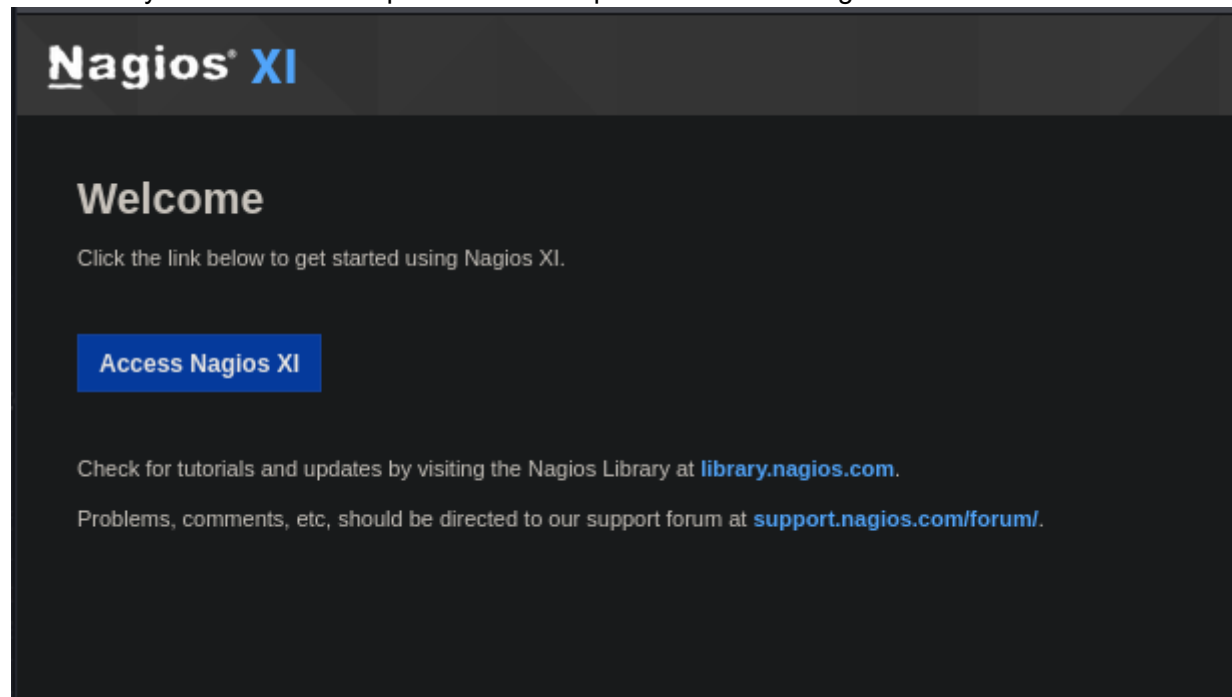 Nagios® XI
Welcome
Click the link below to get started using Nagios XI.
Access Nagios XI
Check for tutorials and updates by visiting the Nagios Library at library.nagios.com.
Problems, comments, etc, should be directed to our support forum at support.nagios.com/forum/.